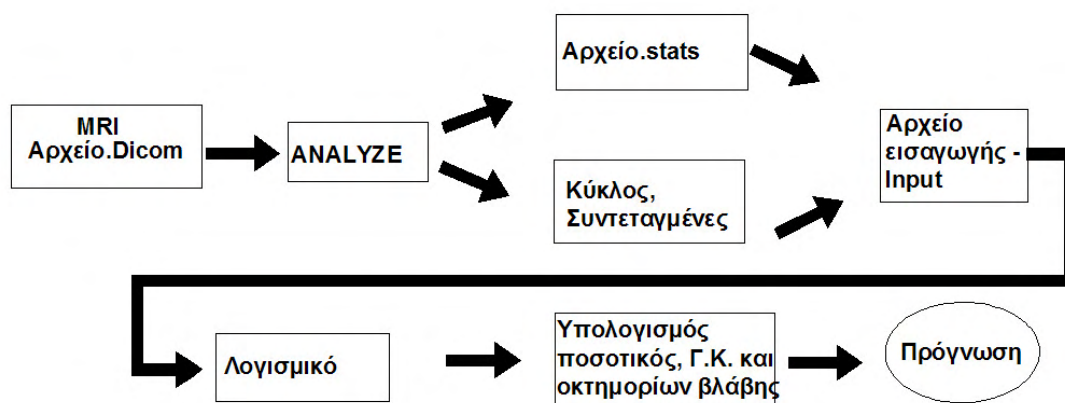 MRI
Αρχείο.Dicom
ANALYZE
Αρχείο.stats
Κύκλος,
Συντεταγμένες
Αρχείο
εισαγωγής -
Input
Λογισμικό
Υπολογισμός
ποσοτικός, Γ.Κ. και
οκτημορίων βλάβης
Πρόγνωση